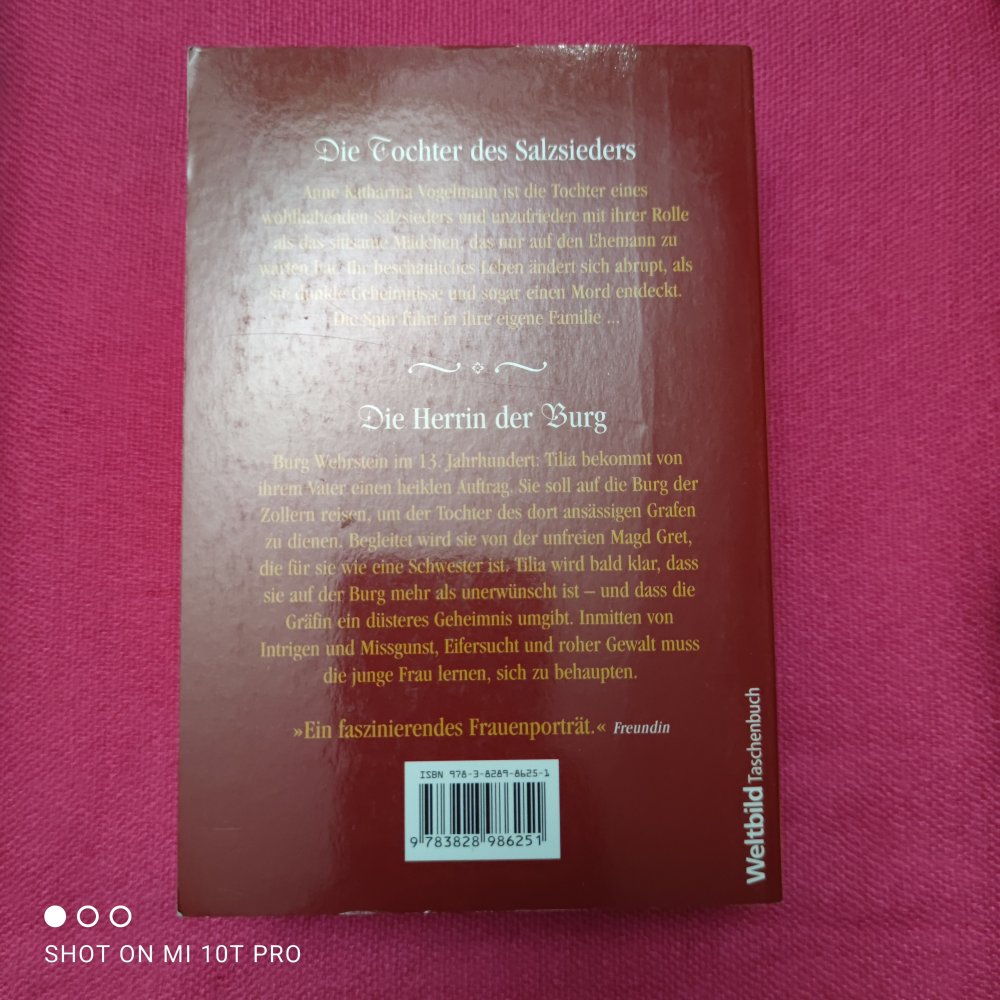 Die Tochter des Salzsieders
Anne Katharina Vogelmann ist die Tochter eines
wohlhabenden Salzsieders und unzufrieden mit ihrer Rolle
als das sittsame Mädchen, das nur auf den Ehemann zu
warten hat. Ihr beschauliches Leben ändert sich abrupt, als
sie dunkle Geheimnisse und sogar einen Mord entdeckt.
Die Spur führt in ihre eigene Familie ...
Die Herrin der Burg
Burg Wehrstein im 13. Jahrhundert: Tilia bekommt von
ihrem Vater einen heiklen Auftrag. Sie soll auf die Burg der
Zollern reisen, um der Tochter des dort ansässigen Grafen
zu dienen. Begleitet wird sie von der unfreien Magd Gret,
die für sie wie eine Schwester ist. Tilia wird bald klar, dass
sie auf der Burg mehr als unerwünscht ist – und dass die
Gräfin ein düsteres Geheimnis umgibt. Inmitten von
Intrigen und Missgunst, Eifersucht und roher Gewalt muss
die junge Frau lernen, sich zu behaupten.
»Ein faszinierendes Frauenporträt.« Freundin
ISBN 978-3-8289-8625-1
9 783828 986251
Weltbild Taschenbuch
SHOT ON MI 10T PRO